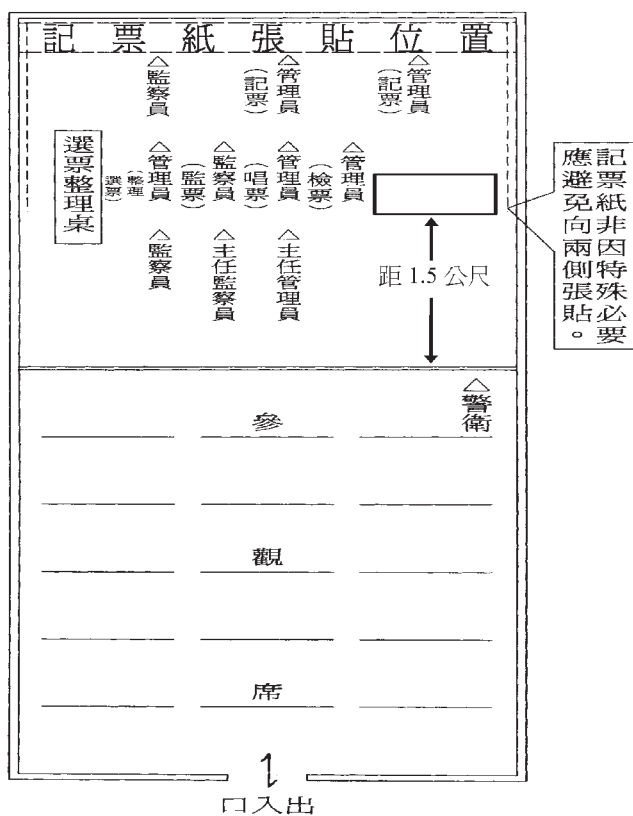 記票紙張貼位置
△監察員
△管理員
(記票)
△管理員
(記票)
選票整理桌
△管理員
(整理選票)
△監察員
(監票)
△管理員
(唱票)
△管理員
(檢票)
△監察員
△主任監察員
△主任管理員
距 1.5 公尺
記票紙非因特殊必要
應避免向兩側張貼。
△警衛
參
觀
席
口入出